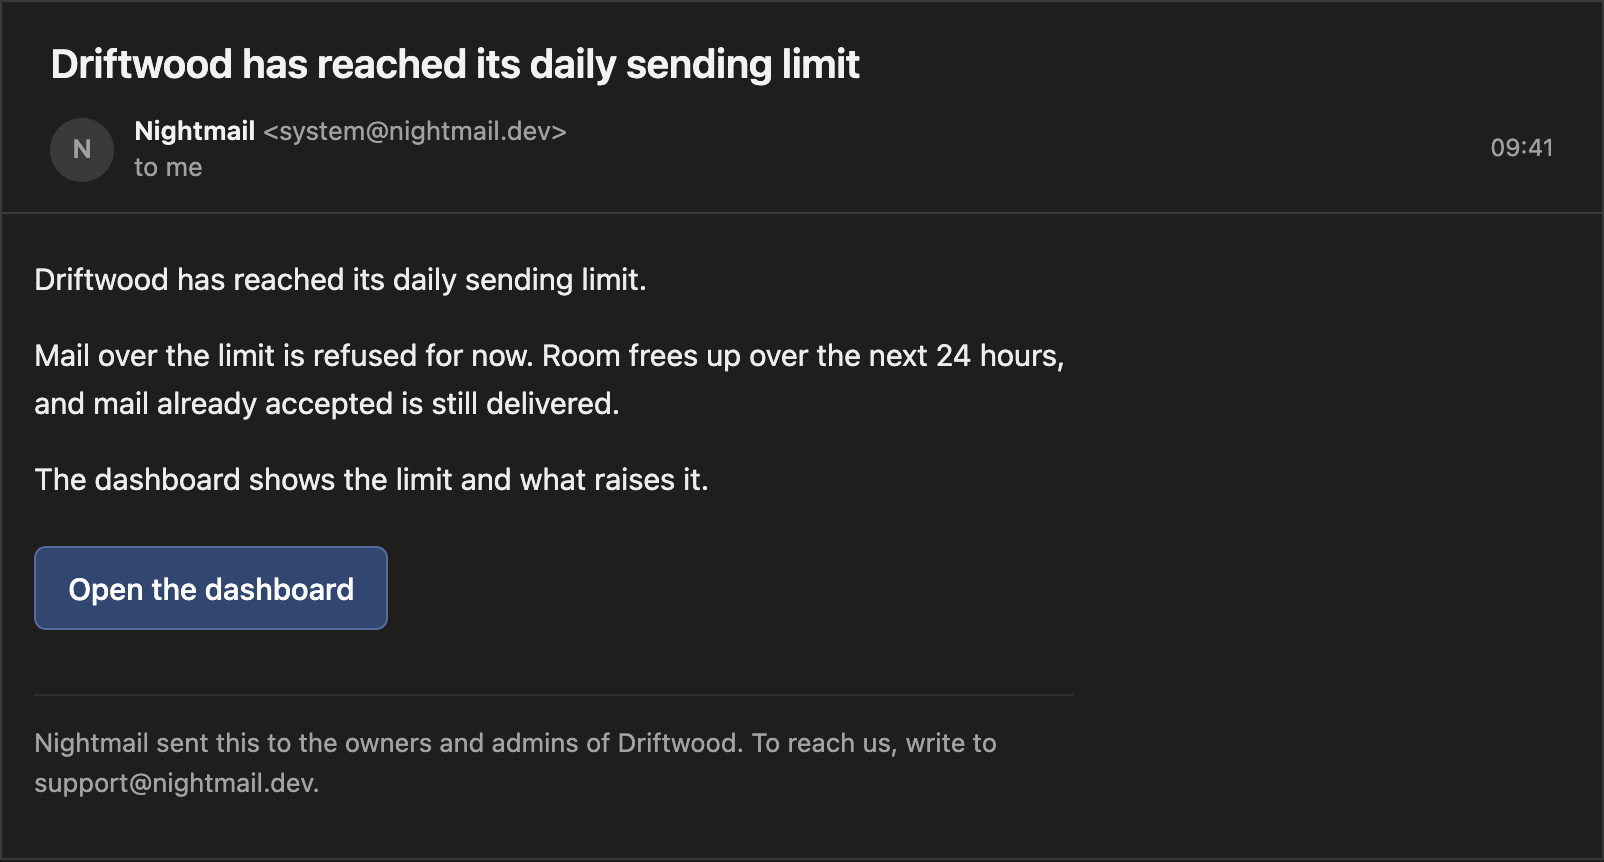 Driftwood has reached its daily sending limit
N
Nightmail <system@nightmail.dev>
to me
09:41
Driftwood has reached its daily sending limit.
Mail over the limit is refused for now. Room frees up over the next 24 hours,
and mail already accepted is still delivered.
The dashboard shows the limit and what raises it.
Open the dashboard
Nightmail sent this to the owners and admins of Driftwood. To reach us, write to
support@nightmail.dev.